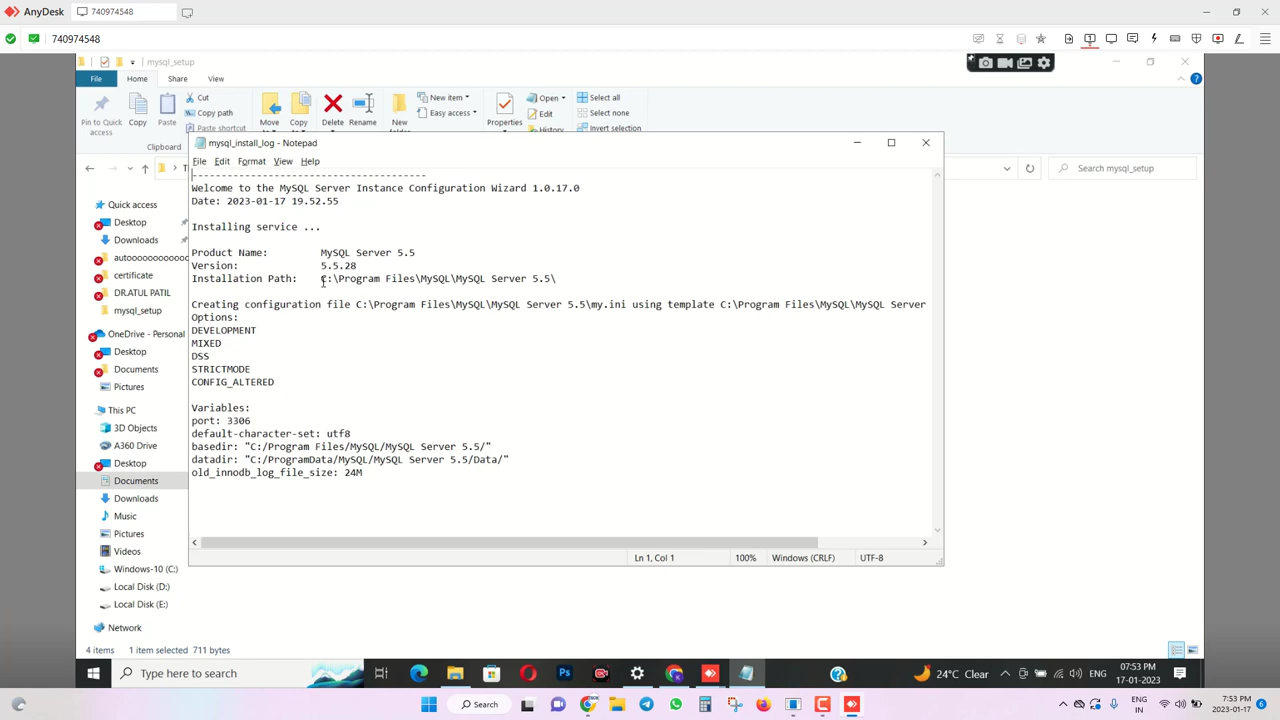 AnyDesk
740974548
740974548
mysql_setup
File
Home
Share
View
Pin to Quick access
Copy
Paste
Cut
Copy path
Paste shortcut
Clipboard
Move
Copy
Delete
Rename
New
New item
Easy access
Properties
Open
Edit
History
Select all
Select none
Invert selection
Search mysql_setup
Quick access
Desktop
Downloads
autooooooooooo
certificate
DR.ATUL PATIL
mysql_setup
OneDrive - Personal
Desktop
Documents
Pictures
This PC
3D Objects
A360 Drive
Desktop
Documents
Downloads
Music
Pictures
Videos
Windows-10 (C:)
Local Disk (D:)
Local Disk (E:)
Network
4 items 1 item selected 711 bytes
mysql_install_log - Notepad
File Edit Format View Help
----------------------------------------
Welcome to the MySQL Server Instance Configuration Wizard 1.0.17.0
Date: 2023-01-17 19.52.55
Installing service ...
Product Name: MySQL Server 5.5
Version: 5.5.28
Installation Path: C:\Program Files\MySQL\MySQL Server 5.5\
Creating configuration file C:\Program Files\MySQL\MySQL Server 5.5\my.ini using template C:\Program Files\MySQL\MySQL Server
Options:
DEVELOPMENT
MIXED
DSS
STRICTMODE
CONFIG_ALTERED
Variables:
port: 3306
default-character-set: utf8
basedir: "C:/Program Files/MySQL/MySQL Server 5.5/"
datadir: "C:/ProgramData/MySQL/MySQL Server 5.5/Data/"
old_innodb_log_file_size: 24M
Ln 1, Col 1 100% Windows (CRLF) UTF-8
Type here to search
Ps
24°C Clear
ENG
07:53 PM
17-01-2023
Search
ENG
IN
7:53 PM
2023-01-17
6